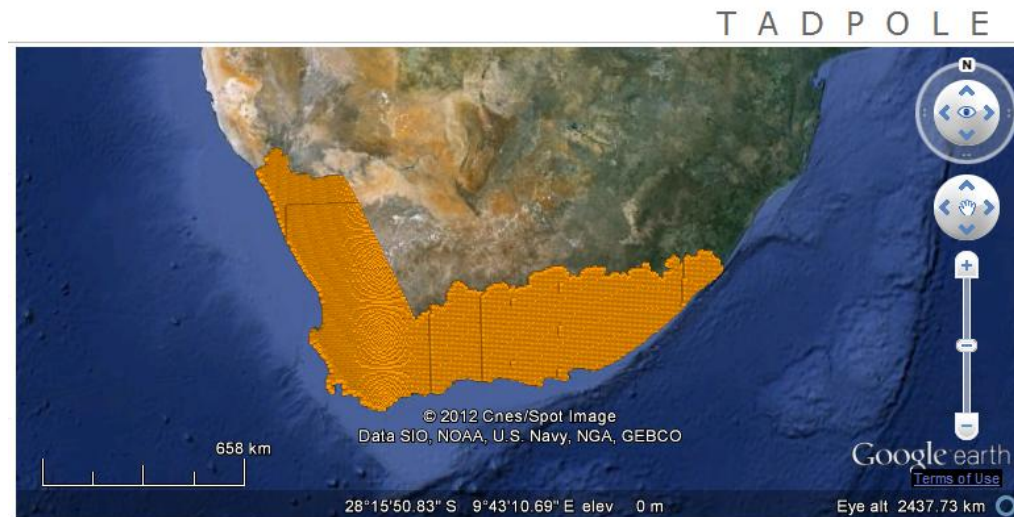 T A D P O L E
N
© 2012 Cnes/Spot Image
Data SIO, NOAA, U.S. Navy, NGA, GEBCO
658 km
Google earth
Terms of Use
28°15'50.83" S 9°43'10.69" E elev 0 m Eye alt 2437.73 km